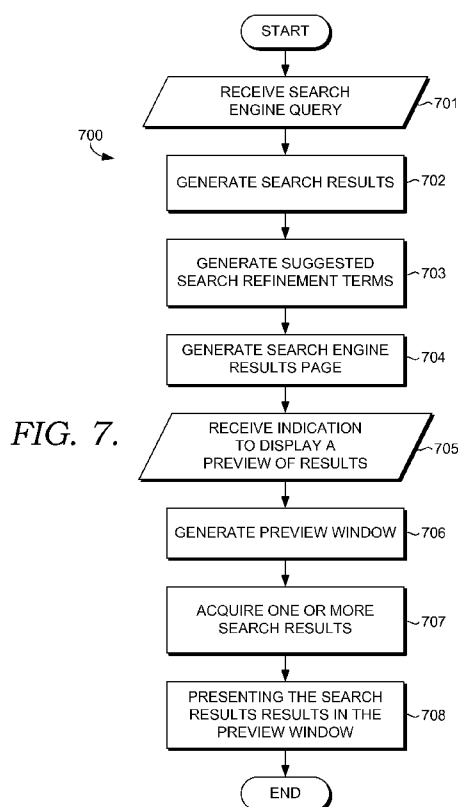 START
RECEIVE SEARCH
ENGINE QUERY
701
700
GENERATE SEARCH RESULTS
702
GENERATE SUGGESTED
SEARCH REFINEMENT TERMS
703
GENERATE SEARCH ENGINE
RESULTS PAGE
704
FIG. 7.
RECEIVE INDICATION
TO DISPLAY A
PREVIEW OF RESULTS
705
GENERATE PREVIEW WINDOW
706
ACQUIRE ONE OR MORE
SEARCH RESULTS
707
PRESENTING THE SEARCH
RESULTS RESULTS IN THE
PREVIEW WINDOW
708
END